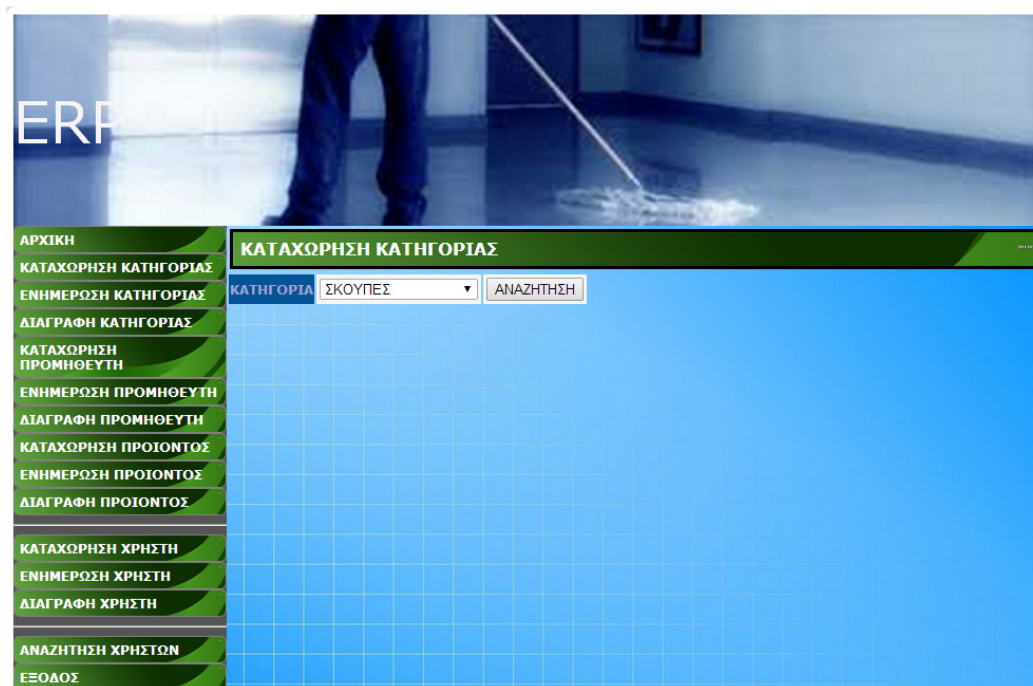 ERP
ΑΡΧΙΚΗ
ΚΑΤΑΧΩΡΗΣΗ ΚΑΤΗΓΟΡΙΑΣ
ΕΝΗΜΕΡΩΣΗ ΚΑΤΗΓΟΡΙΑΣ
ΔΙΑΓΡΑΦΗ ΚΑΤΗΓΟΡΙΑΣ
ΚΑΤΑΧΩΡΗΣΗ
ΠΡΟΜΗΘΕΥΤΗ
ΕΝΗΜΕΡΩΣΗ ΠΡΟΜΗΘΕΥΤΗ
ΔΙΑΓΡΑΦΗ ΠΡΟΜΗΘΕΥΤΗ
ΚΑΤΑΧΩΡΗΣΗ ΠΡΟΙΟΝΤΟΣ
ΕΝΗΜΕΡΩΣΗ ΠΡΟΙΟΝΤΟΣ
ΔΙΑΓΡΑΦΗ ΠΡΟΙΟΝΤΟΣ
ΚΑΤΑΧΩΡΗΣΗ ΧΡΗΣΤΗ
ΕΝΗΜΕΡΩΣΗ ΧΡΗΣΤΗ
ΔΙΑΓΡΑΦΗ ΧΡΗΣΤΗ
ΑΝΑΖΗΤΗΣΗ ΧΡΗΣΤΩΝ
ΕΞΟΔΟΣ
ΚΑΤΑΧΩΡΗΣΗ ΚΑΤΗΓΟΡΙΑΣ
ΚΑΤΗΓΟΡΙΑ ΣΚΟΥΠΕΣ ΑΝΑΖΗΤΗΣΗ